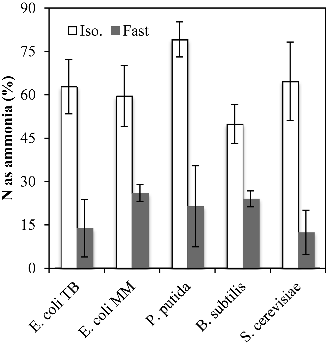 90
75
60
45
30
15
0
N as ammonia (%)
Iso. Fast
E. coli TB
E. coli MM
P. putida
B. subtilis
S. cerevisiae